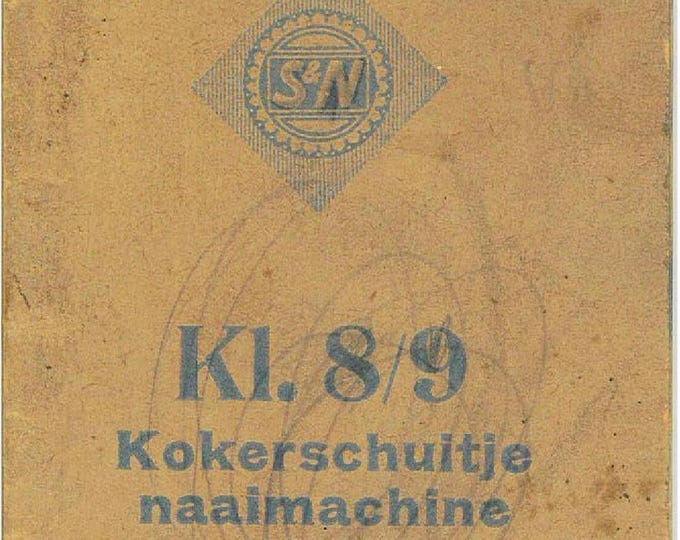 S&N
Kl. 8/9
Kokerschuitje
naaimachine